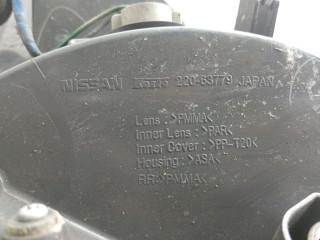 NISSAN KOITO 220-63779 JAPAN
Lens : >PMMA<
Inner Lens : >PAR<
Inner Cover : >PP-T20<
Housing : >ASA<
RR : >PMMA<